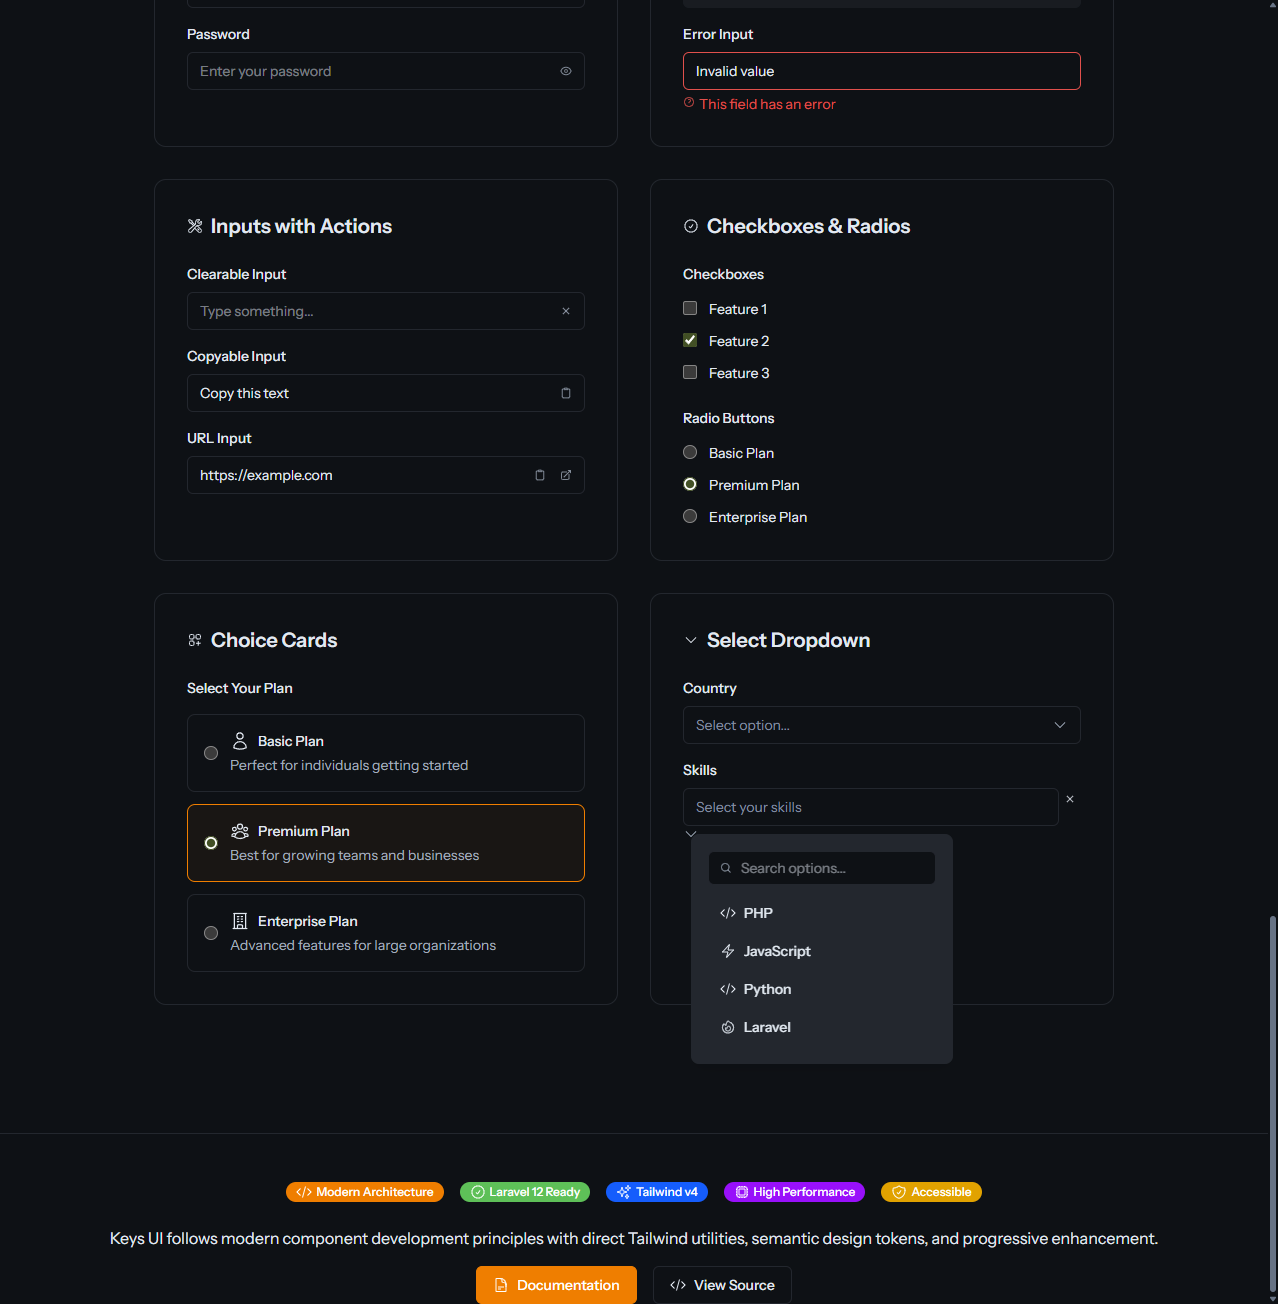 Password
Enter your password
Error Input
Invalid value
This field has an error
Inputs with Actions
Clearable Input
Type something...
Copyable Input
Copy this text
URL Input
https://example.com
Checkboxes & Radios
Checkboxes
Feature 1
Feature 2
Feature 3
Radio Buttons
Basic Plan
Premium Plan
Enterprise Plan
Choice Cards
Select Your Plan
Basic Plan
Perfect for individuals getting started
Premium Plan
Best for growing teams and businesses
Enterprise Plan
Advanced features for large organizations
Select Dropdown
Country
Select option...
Skills
Select your skills
Search options...
PHP
JavaScript
Python
Laravel
Modern Architecture
Laravel 12 Ready
Tailwind v4
High Performance
Accessible
Keys UI follows modern component development principles with direct Tailwind utilities, semantic design tokens, and progressive enhancement.
Documentation
View Source